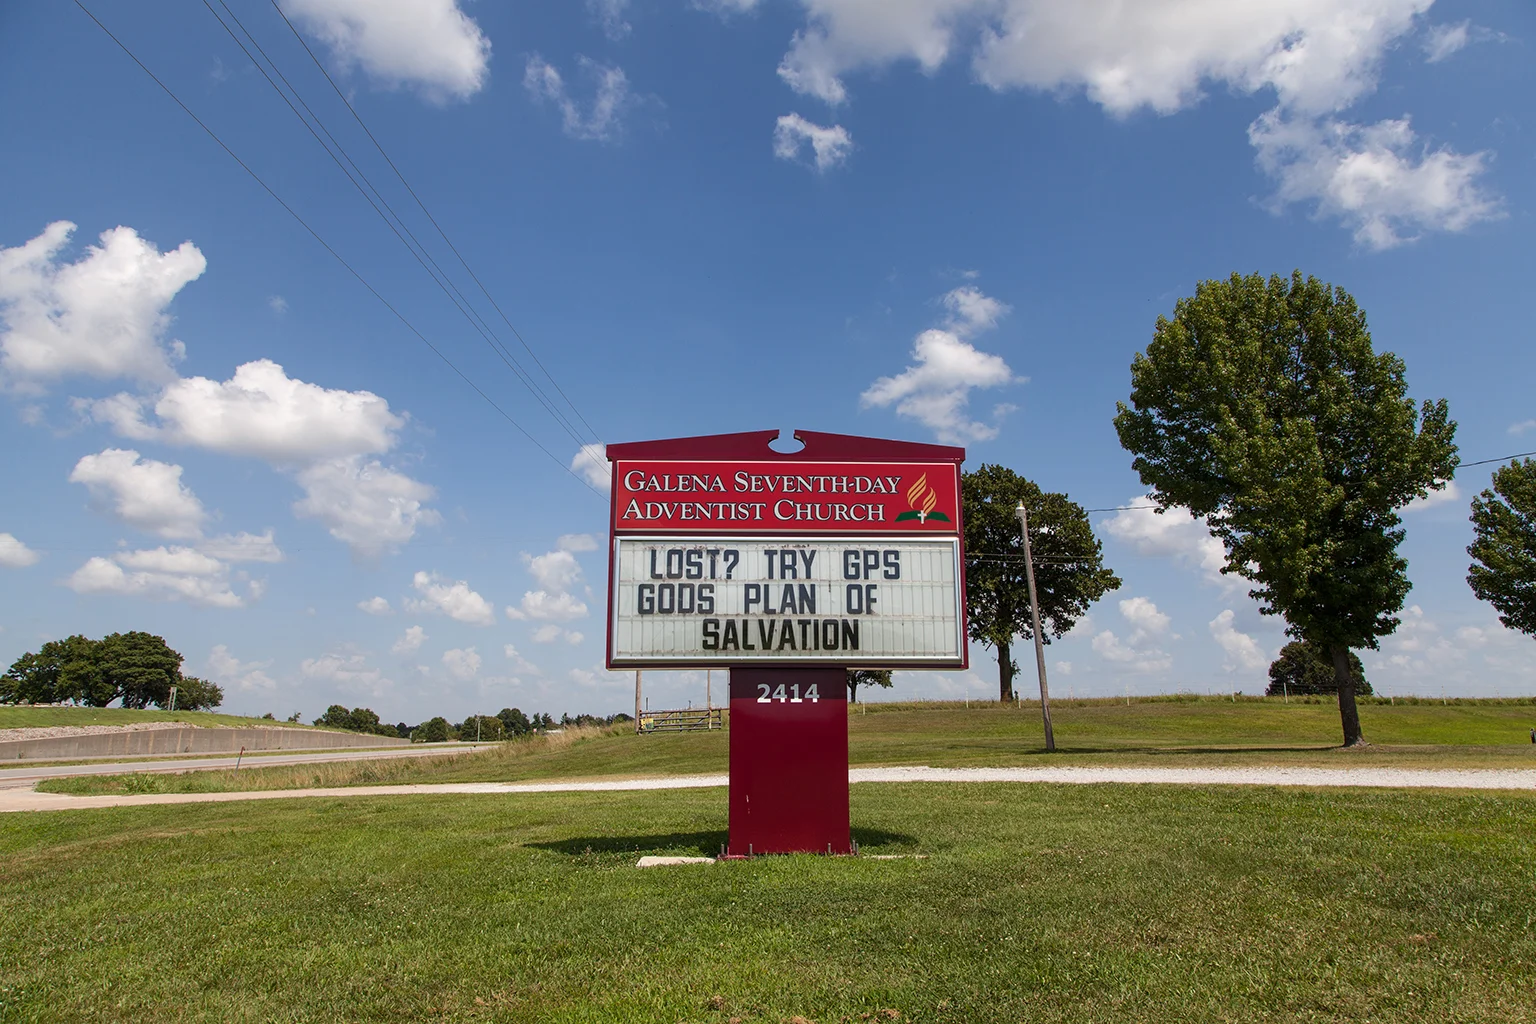 GALENA SEVENTH-DAY
ADVENTIST CHURCH
LOST? TRY GPS
GODS PLAN OF
SALVATION
2414